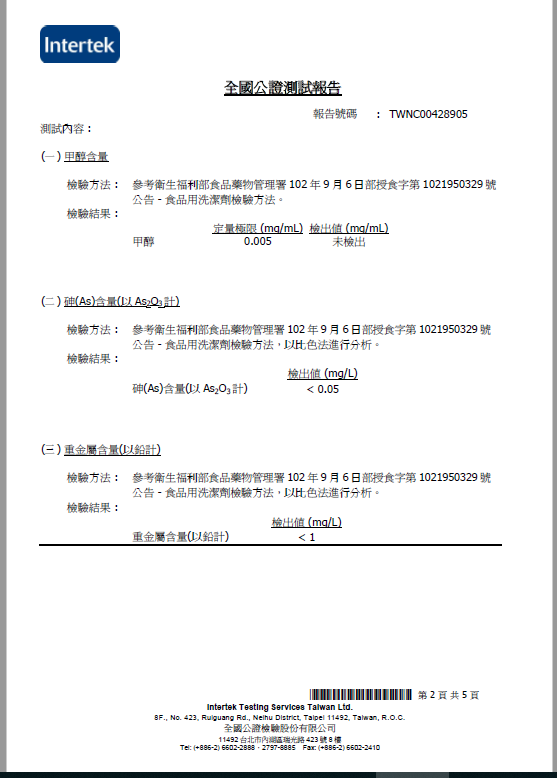 Intertek
全國公證測試報告
報告號碼 : TWNC00428905
測試內容：
(一) 甲醇含量
檢驗方法： 參考衛生福利部食品藥物管理署 102 年 9 月 6 日部授食字第 1021950329 號
公告 - 食品用洗潔劑檢驗方法。
檢驗結果：
定量極限 (mg/mL) 檢出值 (mg/mL)
甲醇 0.005 未檢出
(二) 砷(As)含量(以 As₂O₃ 計)
檢驗方法： 參考衛生福利部食品藥物管理署 102 年 9 月 6 日部授食字第 1021950329 號
公告 - 食品用洗潔劑檢驗方法，以比色法進行分析。
檢驗結果：
檢出值 (mg/L)
砷(As)含量(以 As₂O₃ 計) < 0.05
(三) 重金屬含量(以鉛計)
檢驗方法： 參考衛生福利部食品藥物管理署 102 年 9 月 6 日部授食字第 1021950329 號
公告 - 食品用洗潔劑檢驗方法，以比色法進行分析。
檢驗結果：
檢出值 (mg/L)
重金屬含量(以鉛計) < 1
第 2 頁 共 5 頁
Intertek Testing Services Taiwan Ltd.
8F., No. 423, Ruiguang Rd., Neihu District, Taipei 11492, Taiwan, R.O.C.
全國公證檢驗股份有限公司
11492 台北市內湖區瑞光路 423 號 8 樓
Tel: (+886-2) 6602-2888．2797-8885 Fax: (+886-2) 6602-2410